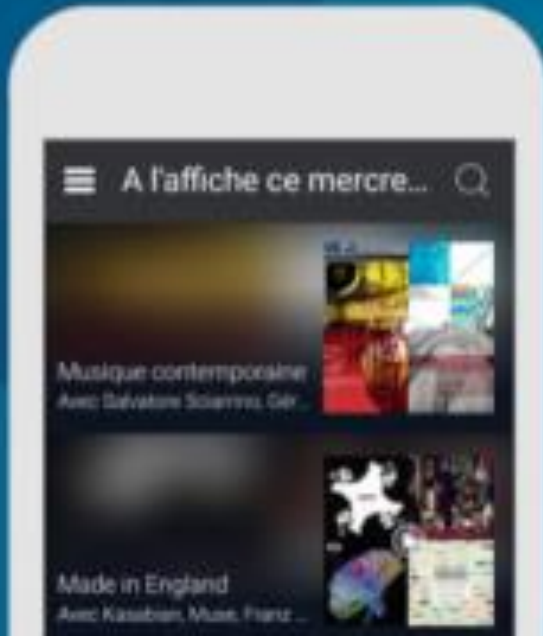 A l'affiche ce mercre...
Musique contemporaine
Avec Salvatore Sciarrino, Gér...
Made in England
Avec Kasabian, Muse, Franz ...